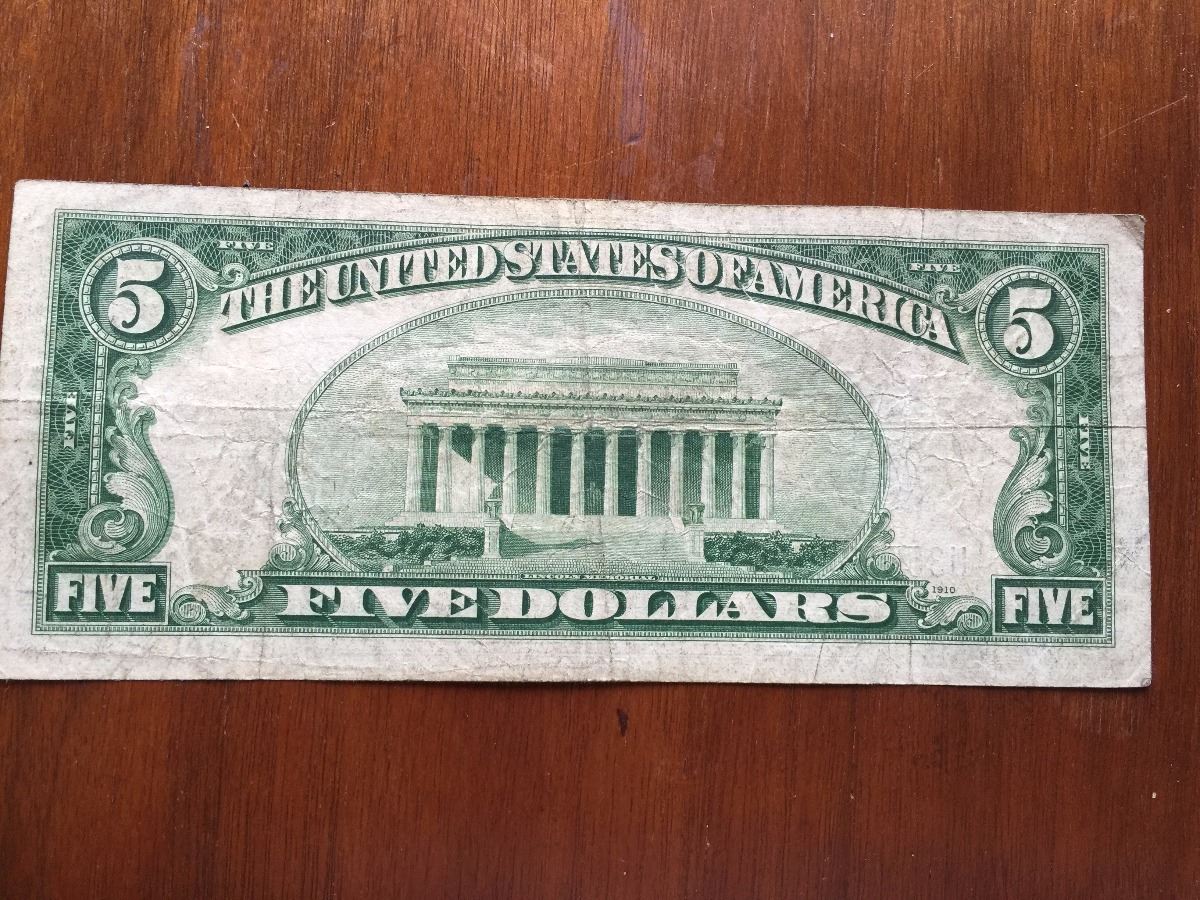 FIVE
FIVE
5
THE UNITED STATES OF AMERICA
5
FIVE
FIVE
LINCOLN MEMORIAL
FIVE
FIVE DOLLARS
1910
FIVE